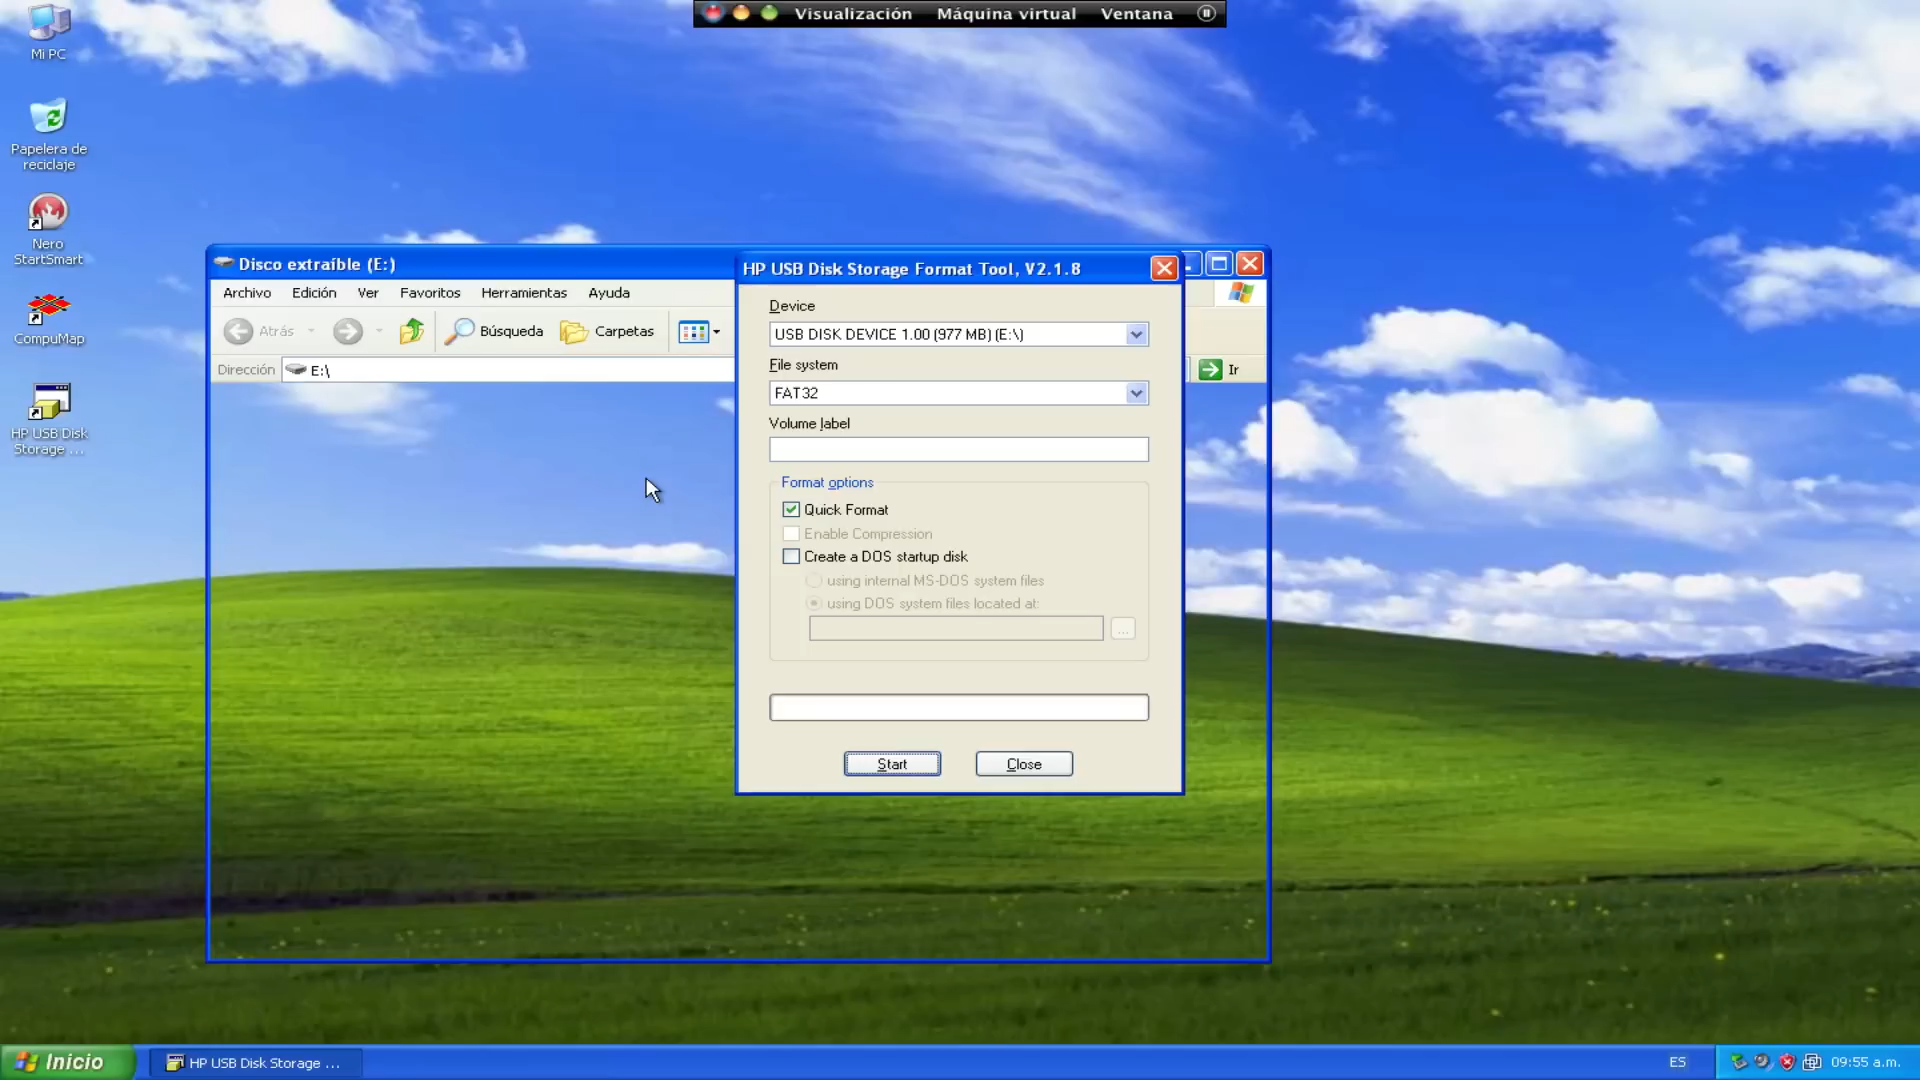 Visualización Máquina virtual Ventana
Mi PC
Papelera de
reciclaje
Nero
StartSmart
CompuMap
HP USB Disk
Storage ...
Disco extraíble (E:)
Archivo Edición Ver Favoritos Herramientas Ayuda
Atrás Búsqueda Carpetas
Dirección E:\ Ir
HP USB Disk Storage Format Tool, V2.1.8
Device
USB DISK DEVICE 1.00 (977 MB) (E:\)
File system
FAT32
Volume label
Format options
Quick Format
Enable Compression
Create a DOS startup disk
using internal MS-DOS system files
using DOS system files located at:
...
Start Close
Inicio HP USB Disk Storage ... ES 09:55 a.m.